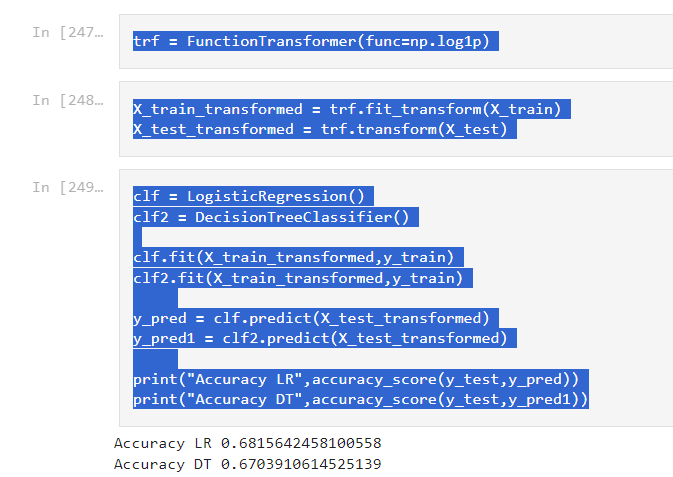 In [247…
trf = FunctionTransformer(func=np.log1p)
In [248…
X_train_transformed = trf.fit_transform(X_train)
X_test_transformed = trf.transform(X_test)
In [249…
clf = LogisticRegression()
clf2 = DecisionTreeClassifier()
clf.fit(X_train_transformed,y_train)
clf2.fit(X_train_transformed,y_train)
y_pred = clf.predict(X_test_transformed)
y_pred1 = clf2.predict(X_test_transformed)
print("Accuracy LR",accuracy_score(y_test,y_pred))
print("Accuracy DT",accuracy_score(y_test,y_pred1))
Accuracy LR 0.6815642458100558
Accuracy DT 0.6703910614525139